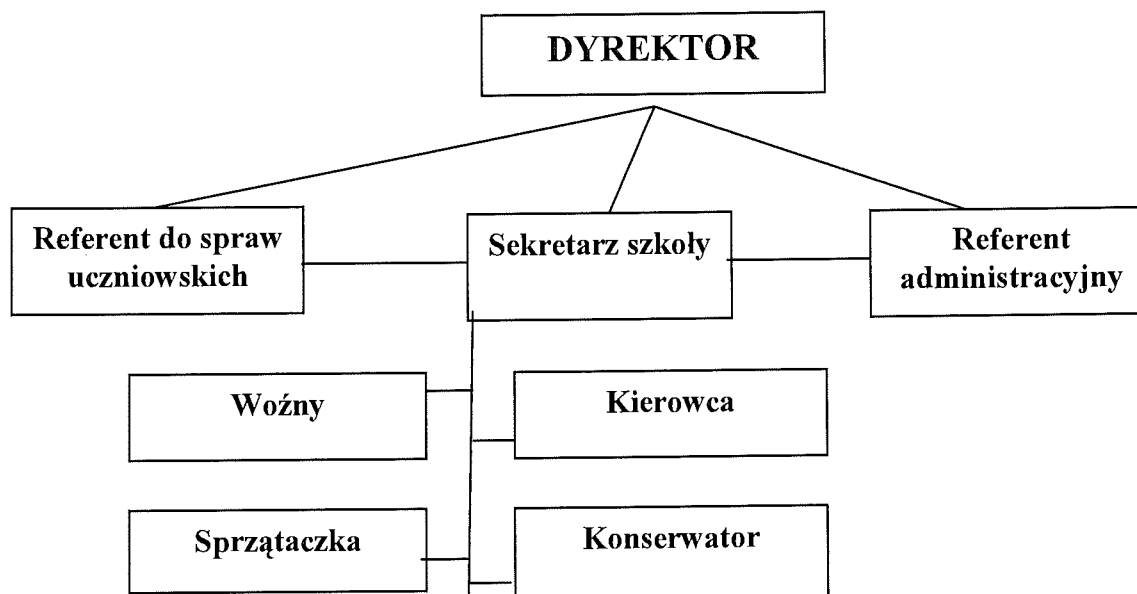 DYREKTOR
Referent do spraw
uczniowskich
Sekretarz szkoły
Referent
administracyjny
Woźny
Kierowca
Sprzątaczka
Konserwator